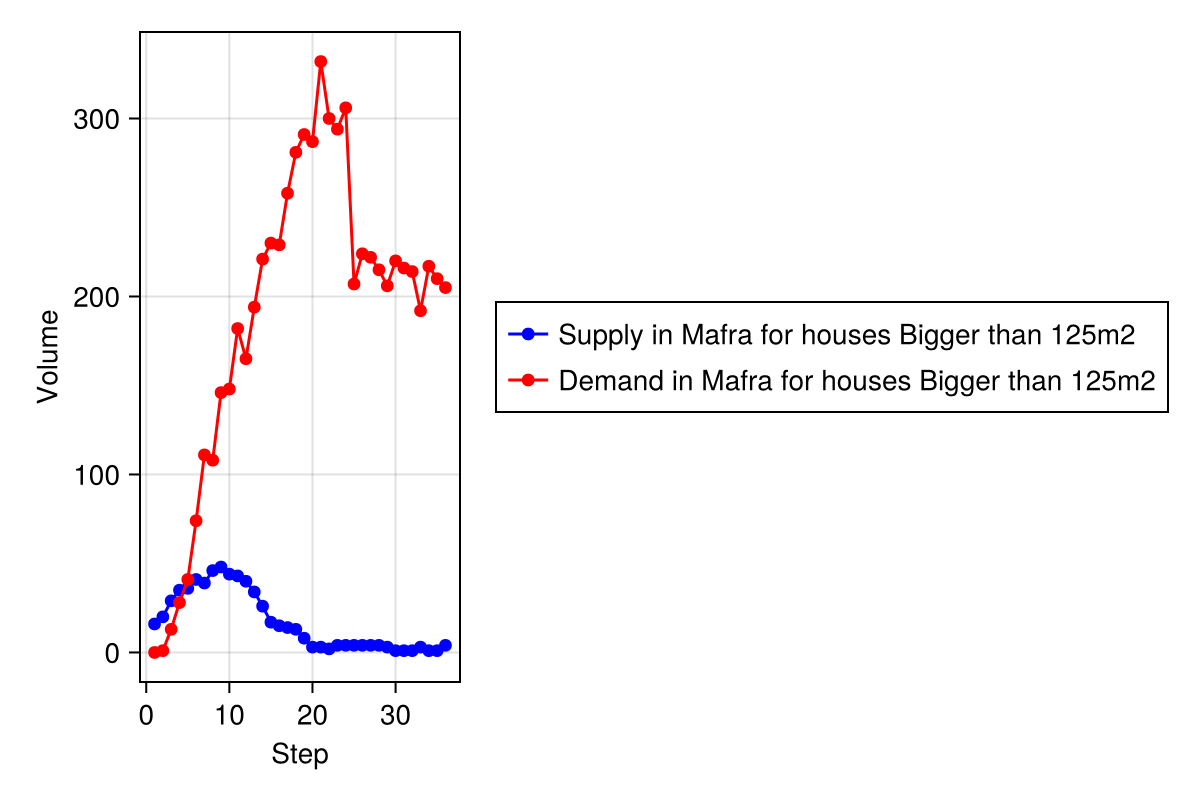 Volume
300
200
100
0
0 10 20 30
Step
Supply in Mafra for houses Bigger than 125m2
Demand in Mafra for houses Bigger than 125m2